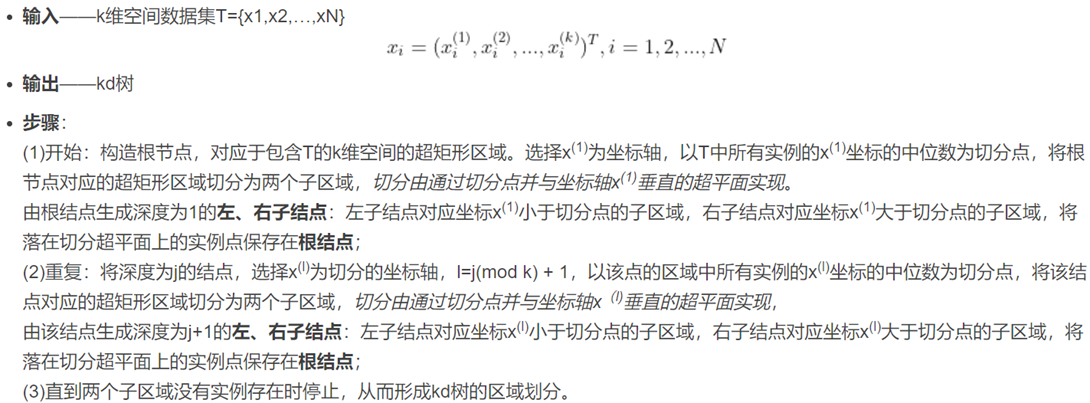 • 输入——k维空间数据集T={x1,x2,…,xN}
x_i = (x_i^{(1)}, x_i^{(2)}, ..., x_i^{(k)})^T, i = 1, 2, ..., N
• 输出——kd树
• 步骤：
(1)开始：构造根节点，对应于包含T的k维空间的超矩形区域。选择x^{(1)}为坐标轴，以T中所有实例的x^{(1)}坐标的中位数为切分点，将根
节点对应的超矩形区域切分为两个子区域，切分由通过切分点并与坐标轴x^{(1)}垂直的超平面实现。
由根结点生成深度为1的左、右子结点：左子结点对应坐标x^{(1)}小于切分点的子区域，右子结点对应坐标x^{(1)}大于切分点的子区域，将
落在切分超平面上的实例点保存在根结点；
(2)重复：将深度为j的结点，选择x^{(l)}为切分的坐标轴，l=j(mod k) + 1，以该点的区域中所有实例的x^{(l)}坐标的中位数为切分点，将该结
点对应的超矩形区域切分为两个子区域，切分由通过切分点并与坐标轴x ^{(l)}垂直的超平面实现，
由该结点生成深度为j+1的左、右子结点：左子结点对应坐标x^{(l)}小于切分点的子区域，右子结点对应坐标x^{(l)}大于切分点的子区域，将
落在切分超平面上的实例点保存在根结点；
(3)直到两个子区域没有实例存在时停止，从而形成kd树的区域划分。